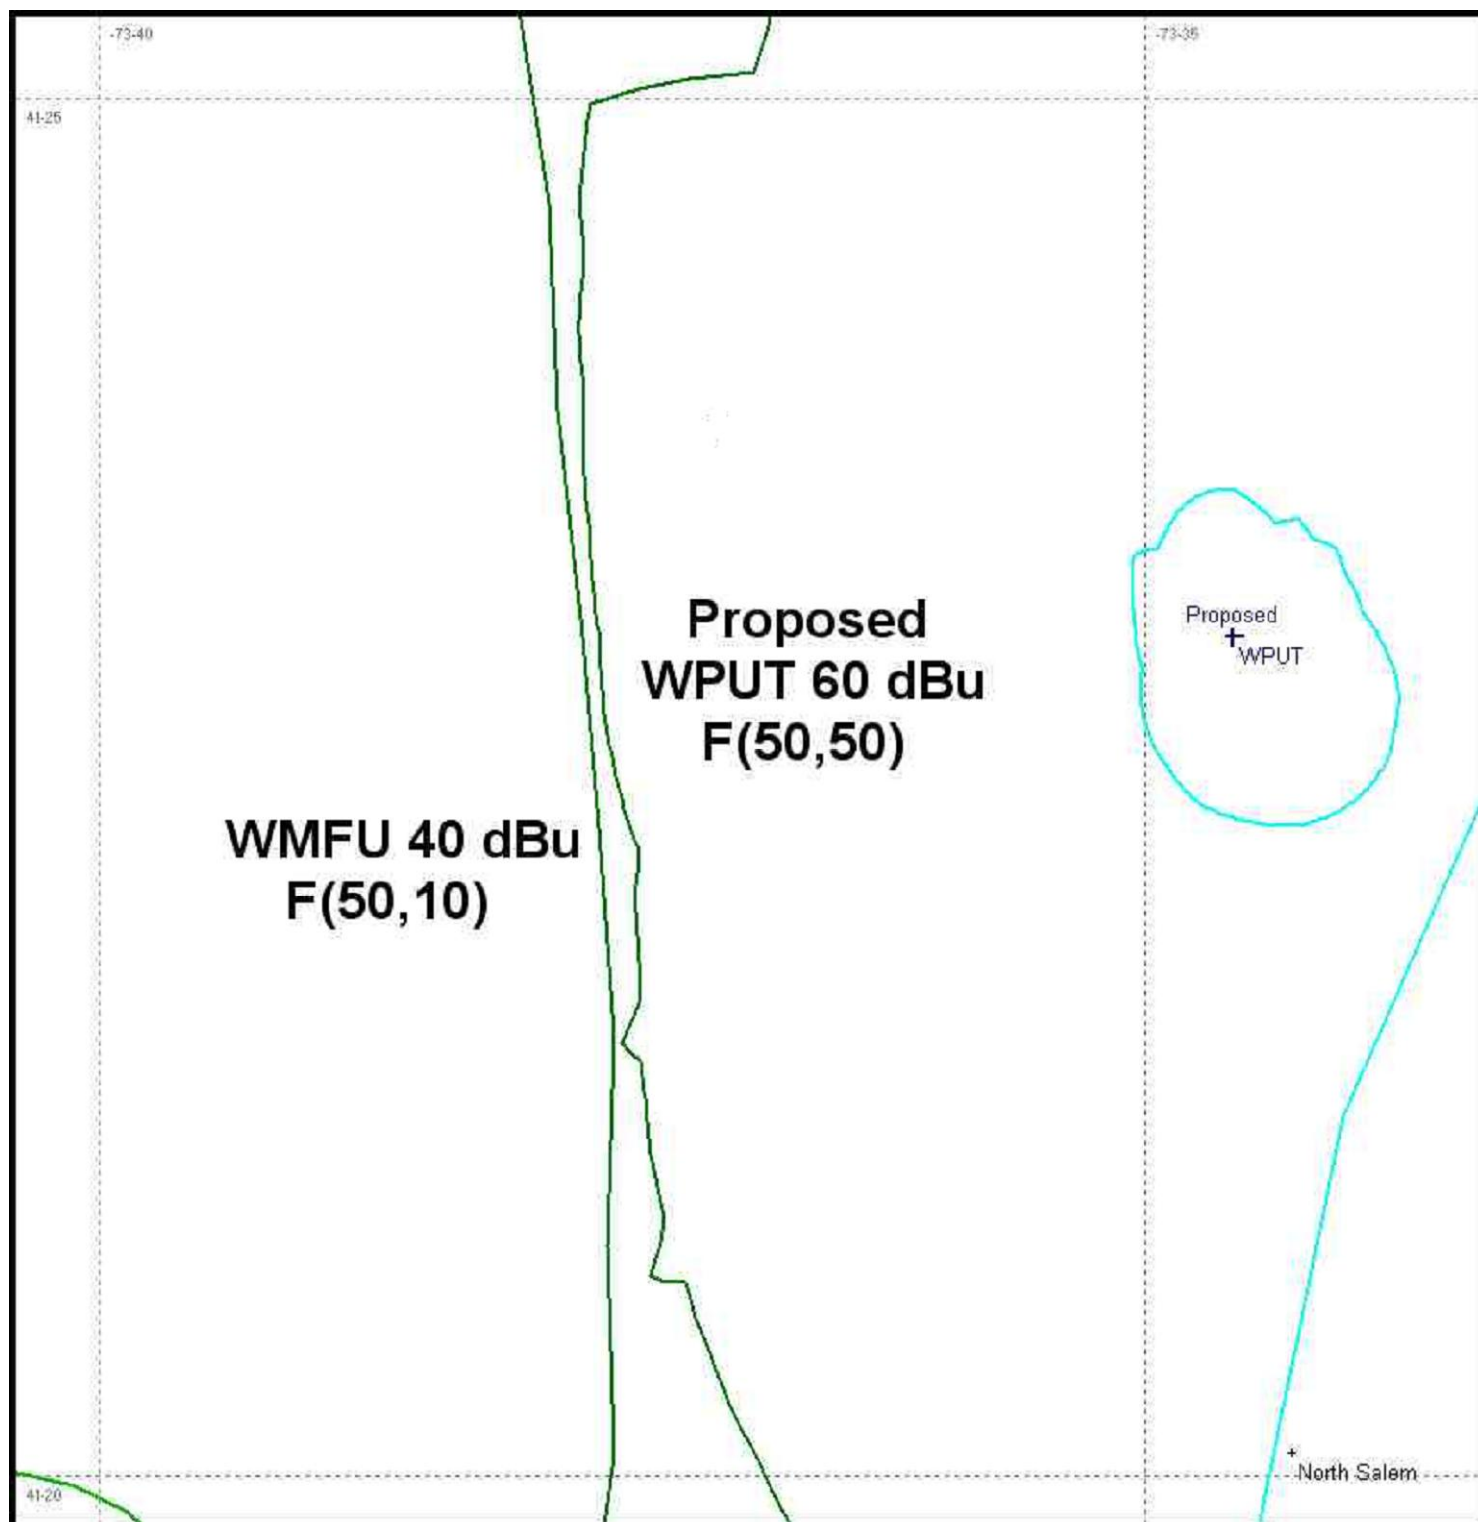 -73-40
-73-35
41-25
Proposed
WPUT 60 dBu
F(50,50)
Proposed
WPUT
WMFU 40 dBu
F(50,10)
North Salem
41-20